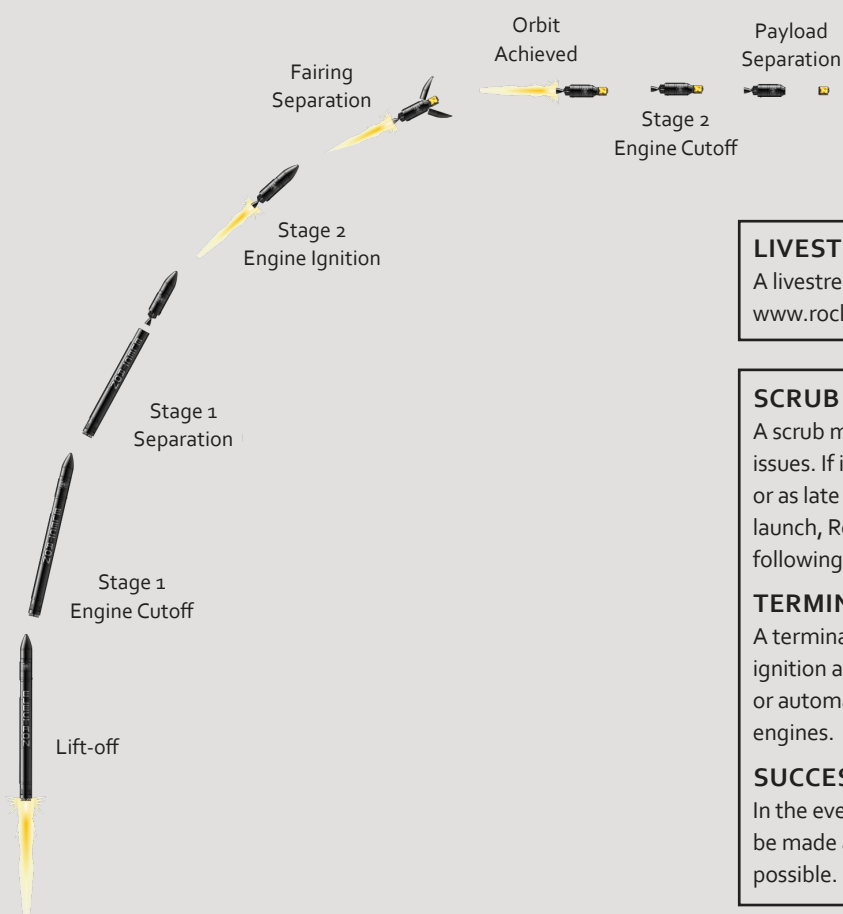 Orbit
Achieved
Payload
Separation
Fairing
Separation
Stage 2
Engine Cutoff
Stage 2
Engine Ignition
Stage 1
Separation
Stage 1
Engine Cutoff
Lift-off
LIVEST
A livestre
www.rocl
SCRUB
A scrub m
issues. If i
or as late
launch, Ro
following
TERMIN
A termina
ignition a
or automa
engines.
SUCCES
In the eve
be made a
possible.